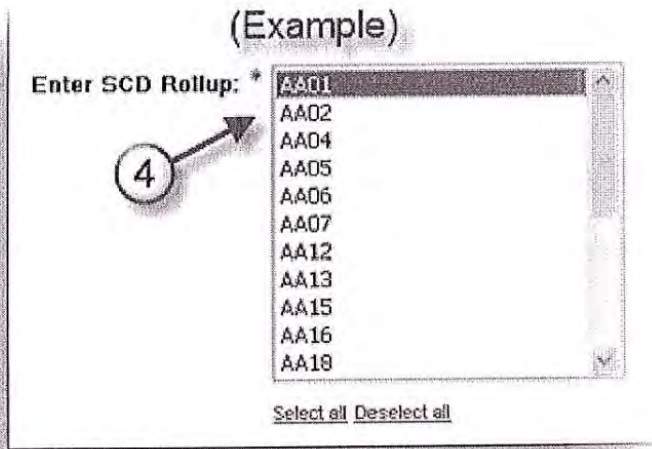 (Example)
Enter SCD Rollup: * AA01
AA02
4
AA04
AA05
AA06
AA07
AA12
AA13
AA15
AA16
AA18
Select all Deselect all